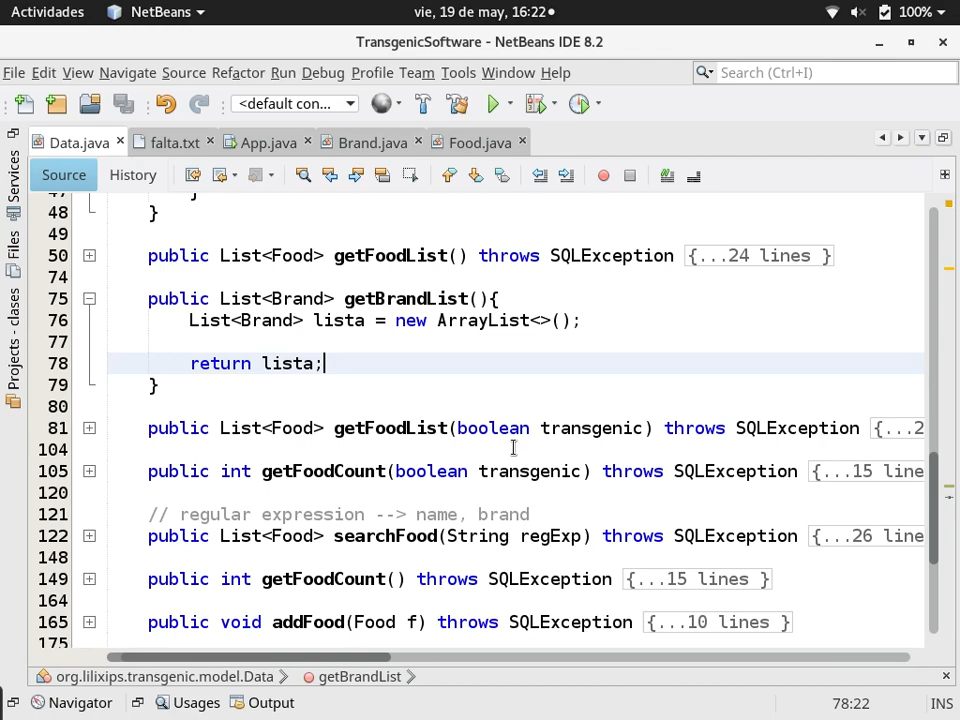 Actividades NetBeans vie, 19 de may, 16:22 100%
TransgenicSoftware - NetBeans IDE 8.2
File Edit View Navigate Source Refactor Run Debug Profile Team Tools Window Help Search (Ctrl+I)
<default con...
Data.java falta.txt App.java Brand.java Food.java
Source History
Services
Files
Projects - clases
47 }
48 }
49
50 public List<Food> getFoodList() throws SQLException {...24 lines }
74
75 public List<Brand> getBrandList(){
76 List<Brand> lista = new ArrayList<>();
77
78 return lista;
79 }
80
81 public List<Food> getFoodList(boolean transgenic) throws SQLException {...2
104
105 public int getFoodCount(boolean transgenic) throws SQLException {...15 line
120
121 // regular expression --> name, brand
122 public List<Food> searchFood(String regExp) throws SQLException {...26 line
148
149 public int getFoodCount() throws SQLException {...15 lines }
164
165 public void addFood(Food f) throws SQLException {...10 lines }
175
org.lilixips.transgenic.model.Data getBrandList
Navigator Usages Output 78:22 INS